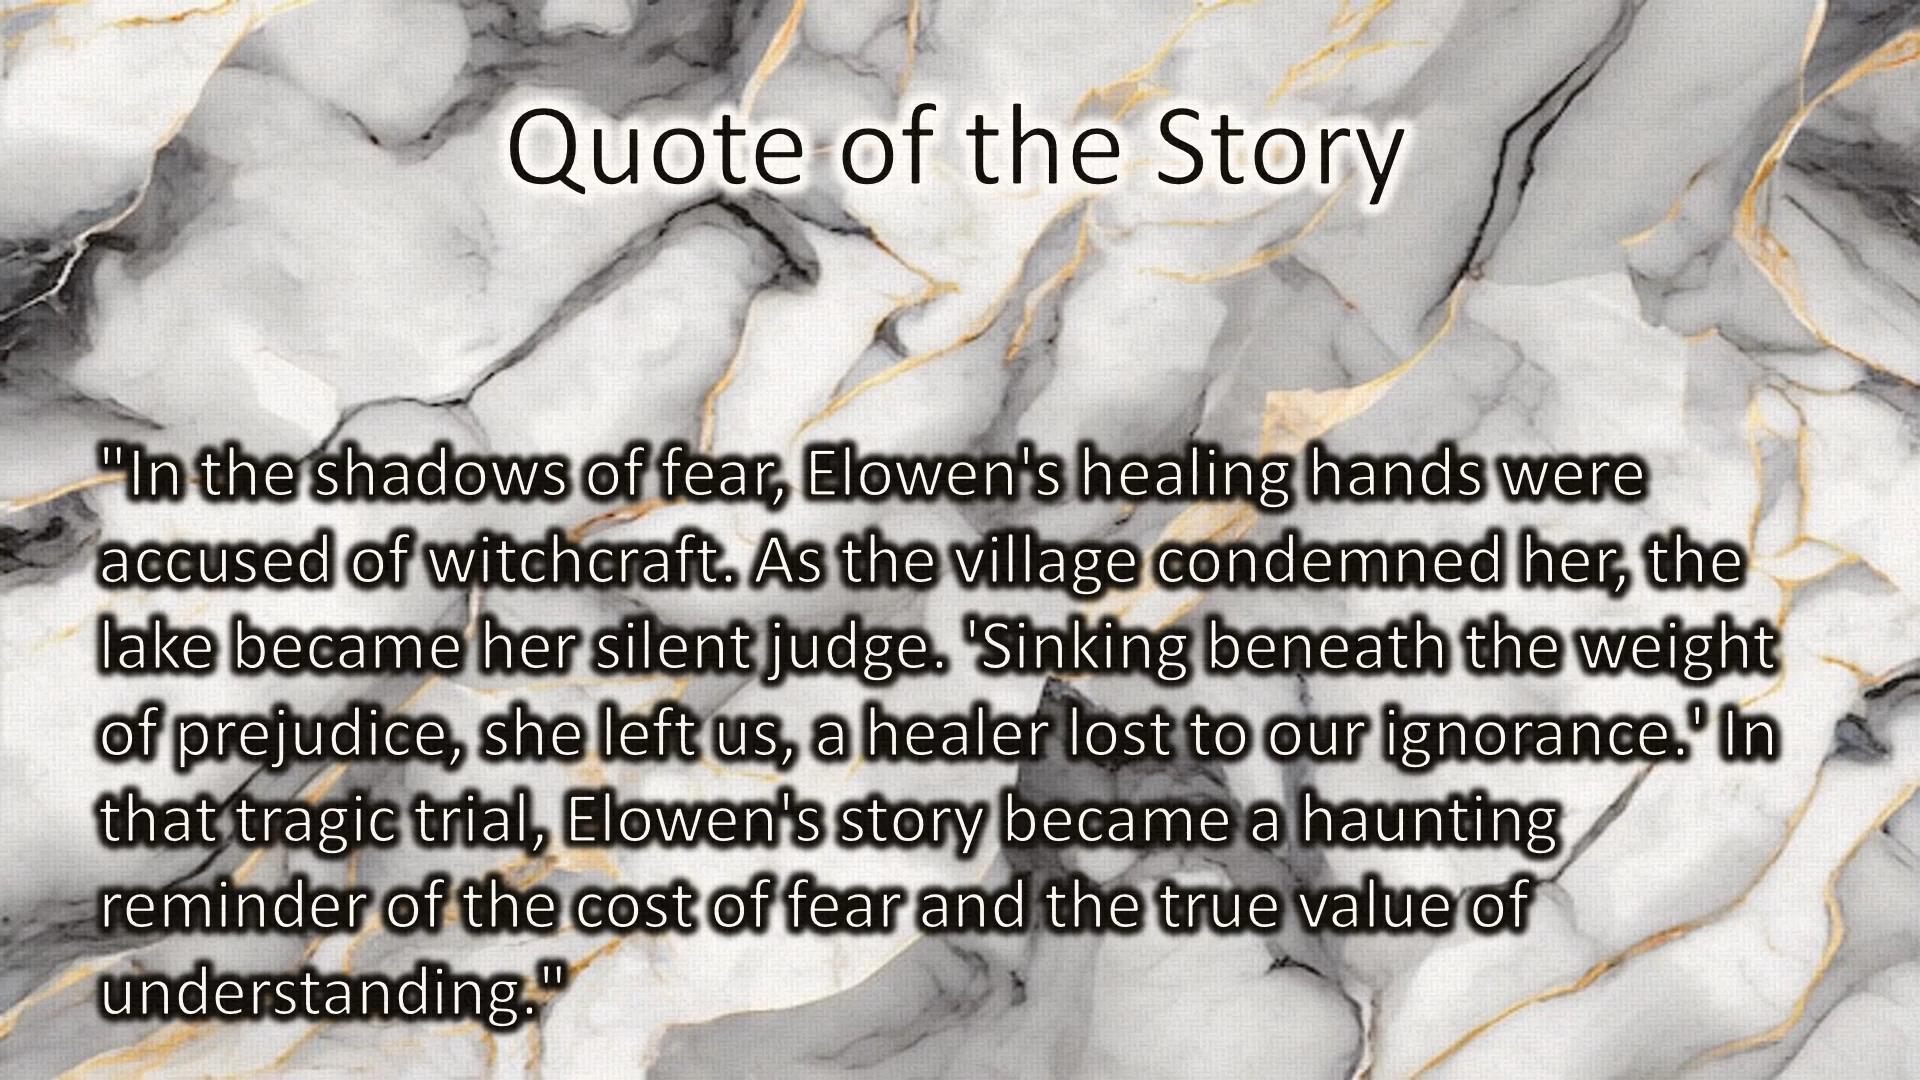 Quote of the Story
"In the shadows of fear, Elowen's healing hands were
accused of witchcraft. As the village condemned her, the
lake became her silent judge. 'Sinking beneath the weight
of prejudice, she left us, a healer lost to our ignorance.' In
that tragic trial, Elowen's story became a haunting
reminder of the cost of fear and the true value of
understanding."